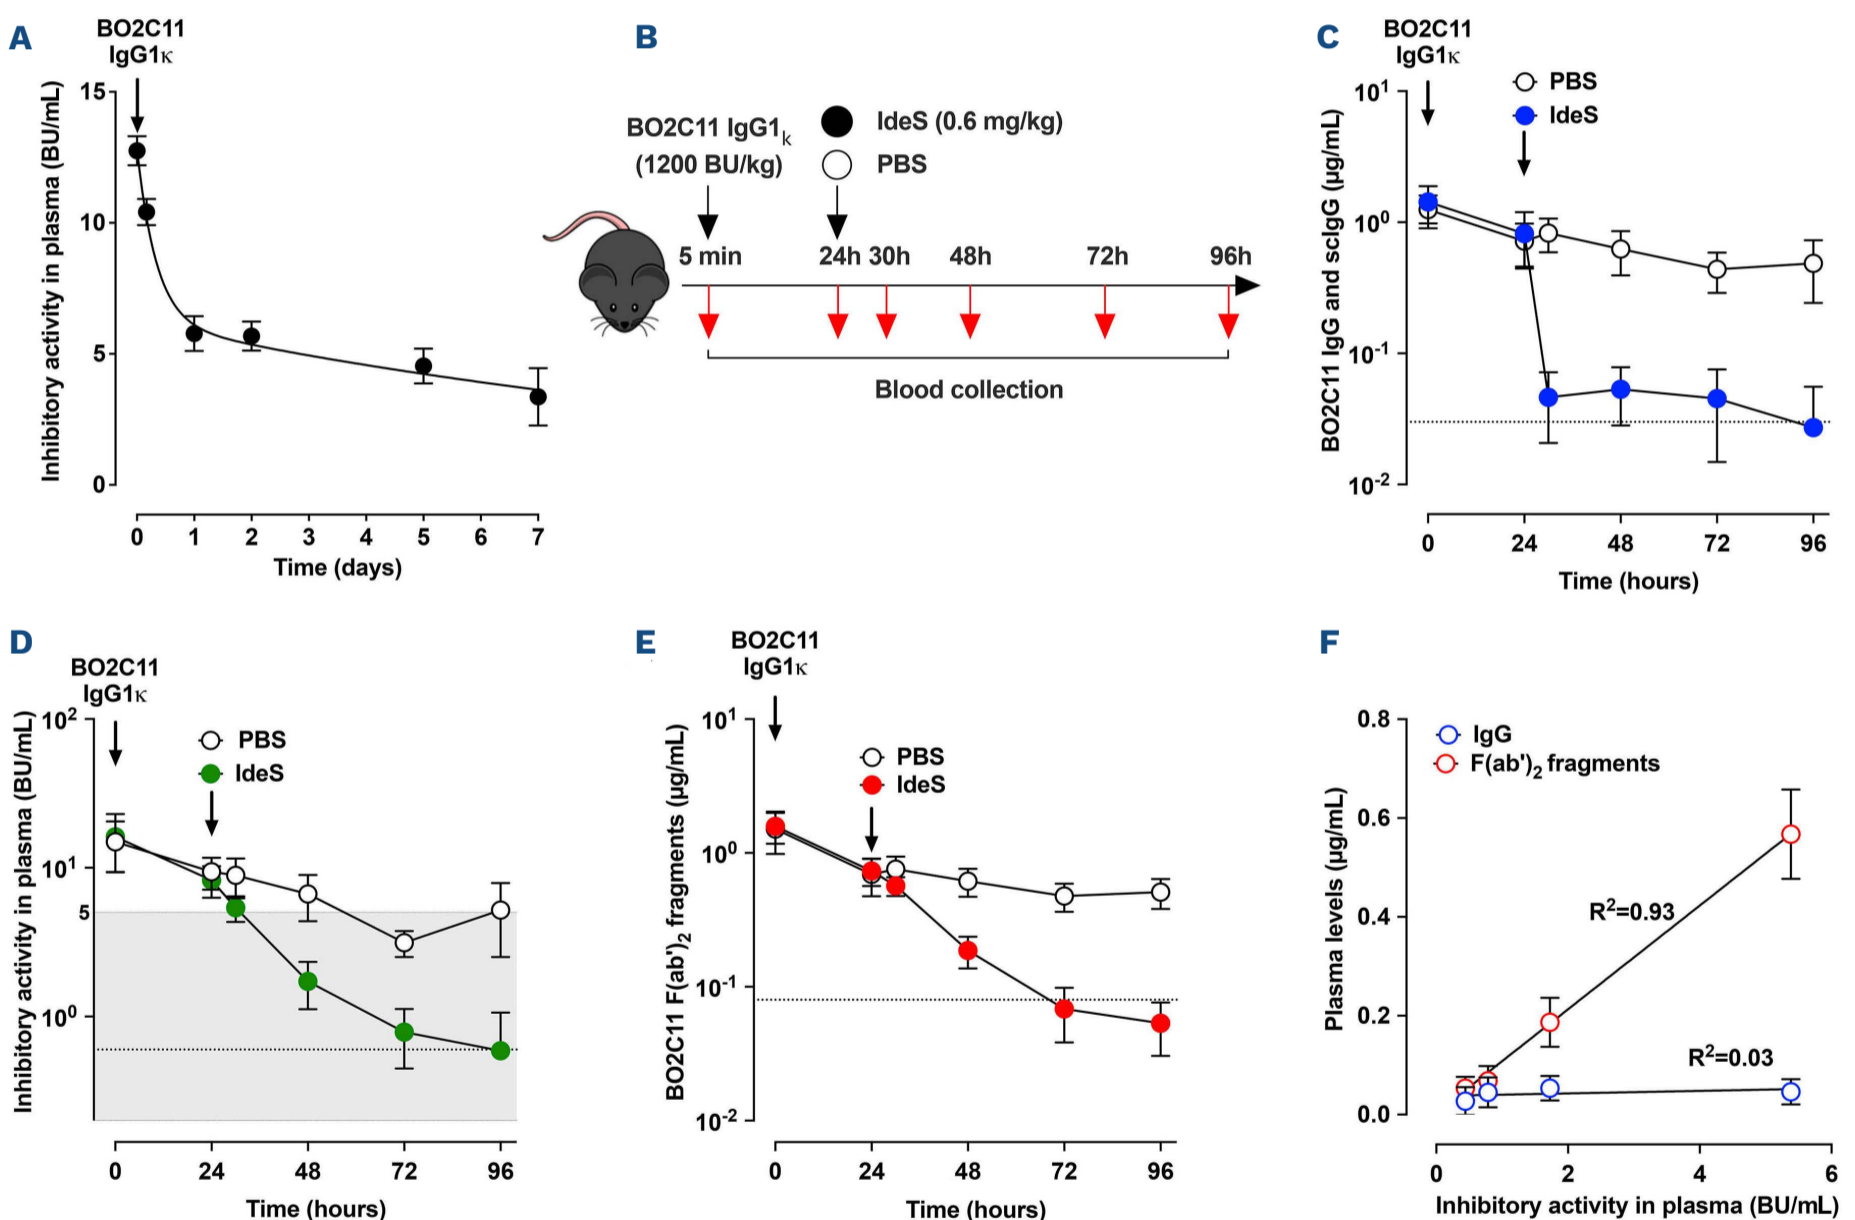 A
BO2C11
IgG1κ
Inhibitory activity in plasma (BU/mL)
15
10
5
0
0 1 2 3 4 5 6 7
Time (days)
B
BO2C11 IgG1k
(1200 BU/kg)
IdeS (0.6 mg/kg)
PBS
5 min 24h 30h 48h 72h 96h
Blood collection
C
BO2C11
IgG1κ
PBS
IdeS
BO2C11 IgG and scIgG (µg/mL)
10^1
10^0
10^-1
10^-2
0 24 48 72 96
Time (hours)
D
BO2C11
IgG1κ
PBS
IdeS
Inhibitory activity in plasma (BU/mL)
10^2
10^1
5
10^0
0 24 48 72 96
Time (hours)
E
BO2C11
IgG1κ
PBS
IdeS
BO2C11 F(ab')2 fragments (µg/mL)
10^1
10^0
10^-1
10^-2
0 24 48 72 96
Time (hours)
F
IgG
F(ab')2 fragments
Plasma levels (µg/mL)
0.8
0.6
0.4
0.2
0.0
R²=0.93
R²=0.03
0 2 4 6
Inhibitory activity in plasma (BU/mL)